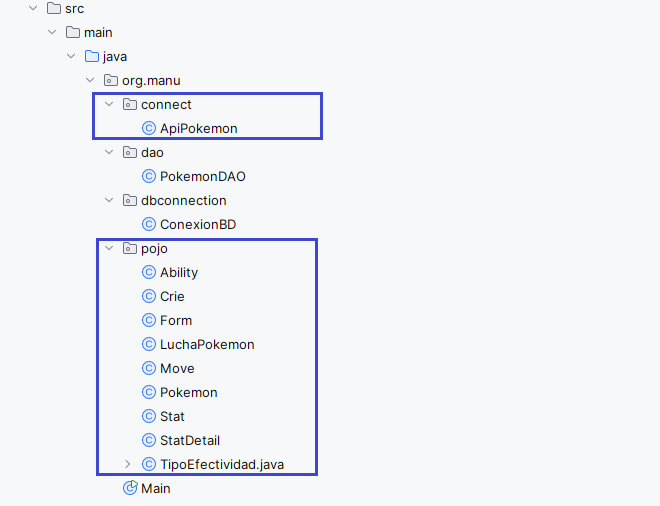 src
main
java
org.manu
connect
ApiPokemon
dao
PokemonDAO
dbconnection
ConexionBD
pojo
Ability
Crie
Form
LuchaPokemon
Move
Pokemon
Stat
StatDetail
TipoEfectividad.java
Main